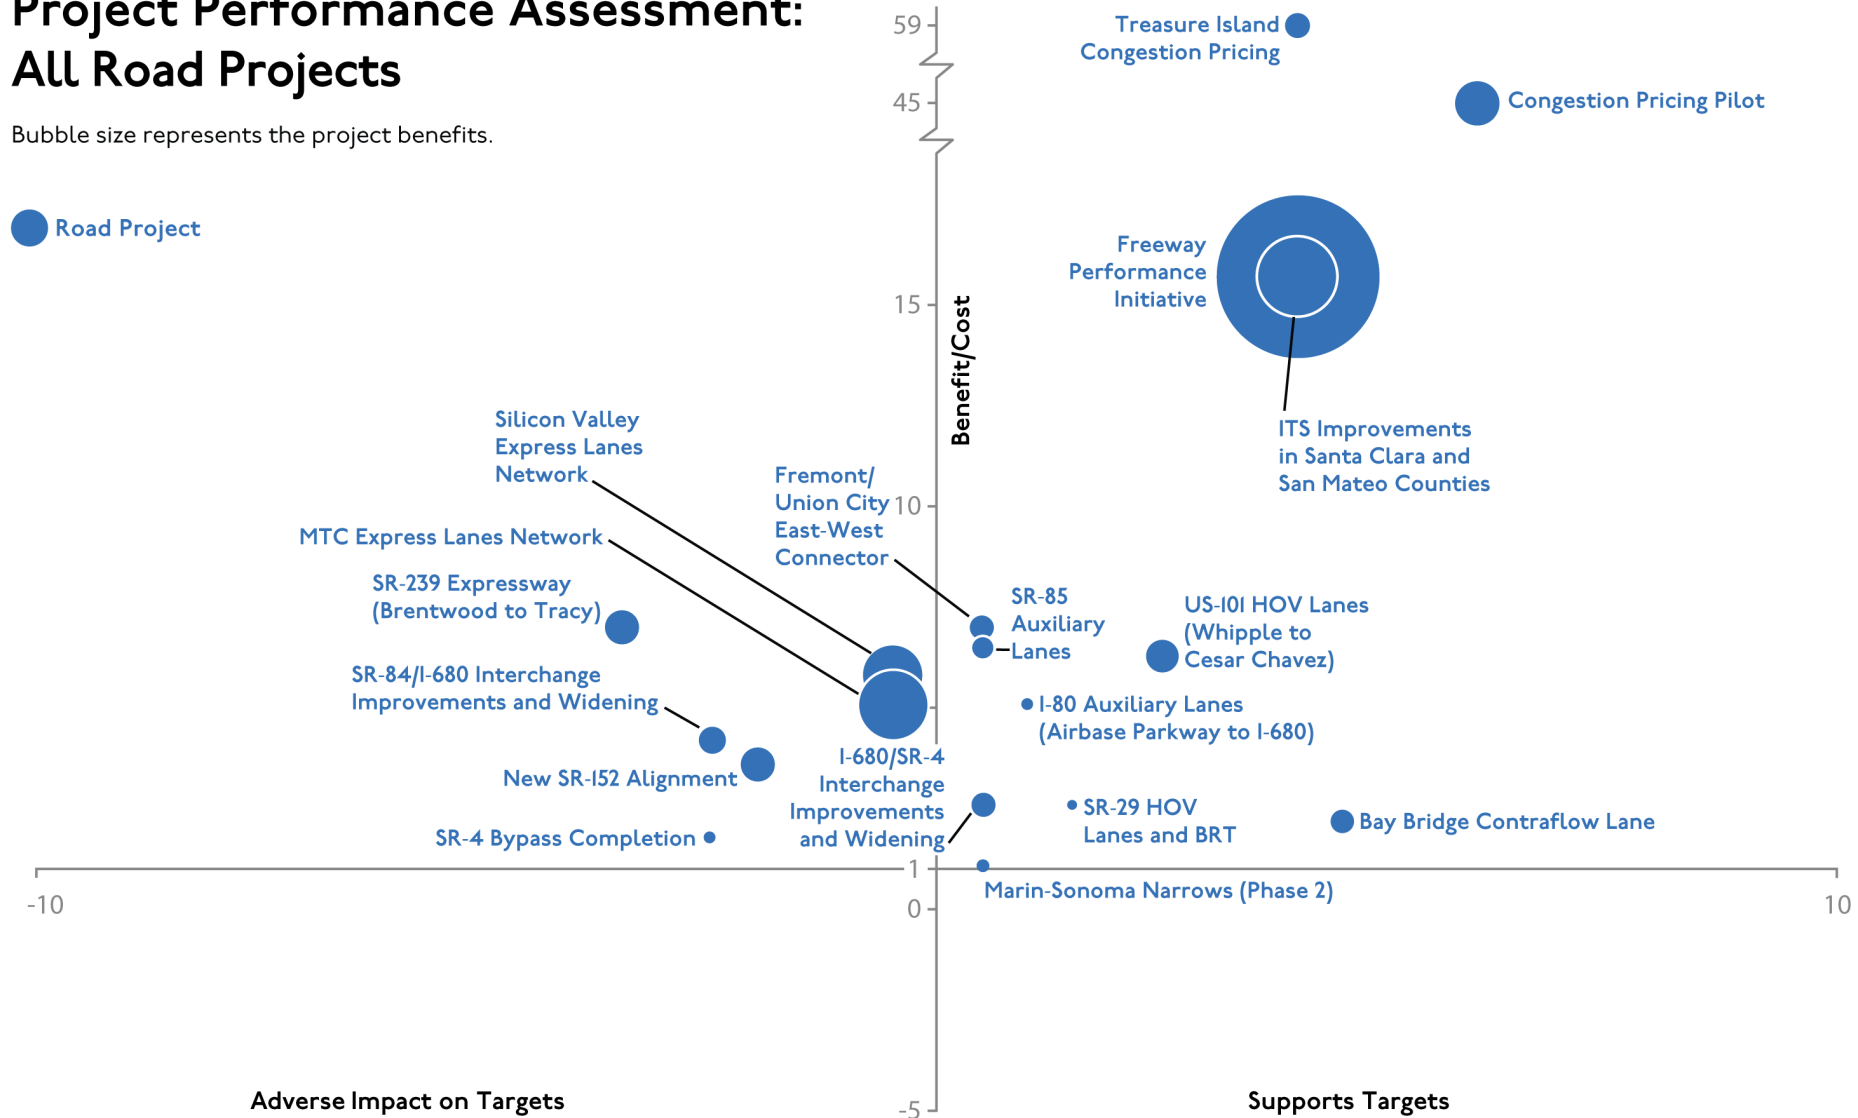 Project Performance Assessment:
All Road Projects
Bubble size represents the project benefits.
Road Project
59
45
15
10
1
0
-5
-10
10
Benefit/Cost
Treasure Island
Congestion Pricing
Congestion Pricing Pilot
Freeway
Performance
Initiative
ITS Improvements
in Santa Clara and
San Mateo Counties
Silicon Valley
Express Lanes
Network
MTC Express Lanes Network
Fremont/
Union City
East-West
Connector
SR-239 Expressway
(Brentwood to Tracy)
SR-85
Auxiliary
Lanes
US-101 HOV Lanes
(Whipple to
Cesar Chavez)
SR-84/I-680 Interchange
Improvements and Widening
I-80 Auxiliary Lanes
(Airbase Parkway to I-680)
New SR-152 Alignment
I-680/SR-4
Interchange
Improvements
and Widening
SR-29 HOV
Lanes and BRT
Bay Bridge Contraflow Lane
SR-4 Bypass Completion
Marin-Sonoma Narrows (Phase 2)
Adverse Impact on Targets
Supports Targets